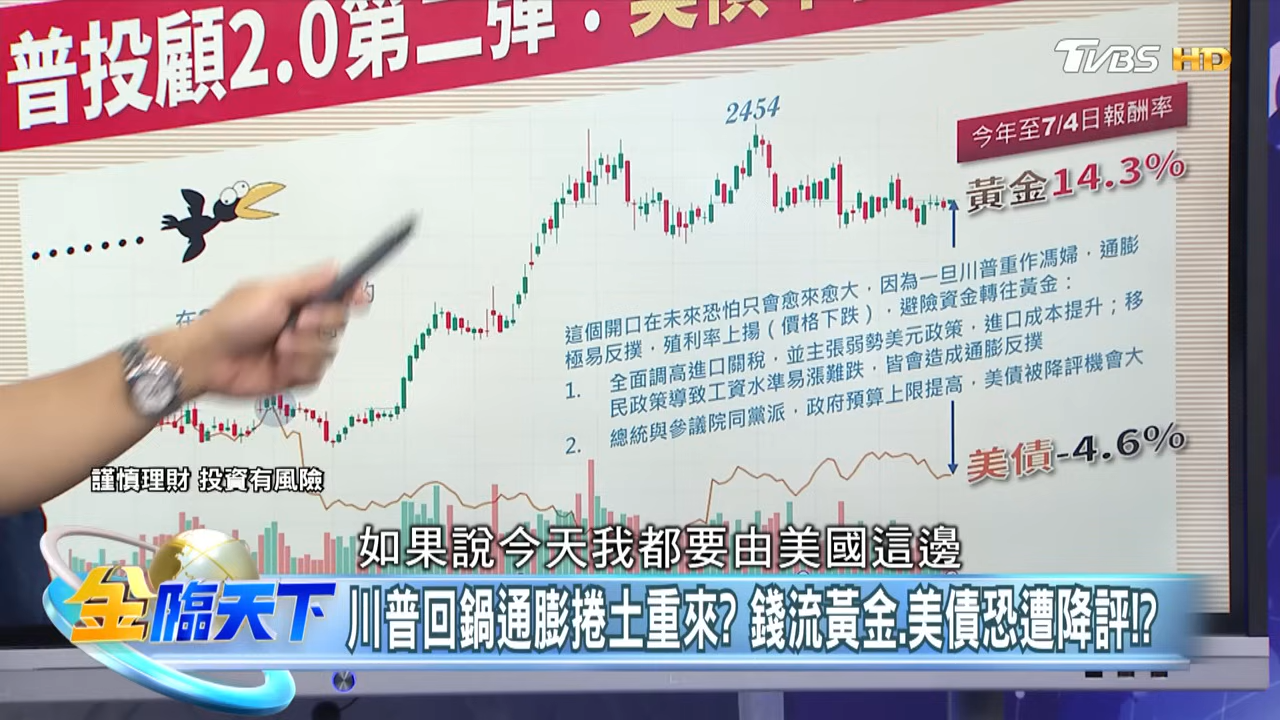 普投顧2.0第二彈:美債
TVBS HD
2454
今年至7/4日報酬率
黃金14.3%
的
在
這個開口在未來恐怕只會愈來愈大,因為一旦川普重作馮婦,通膨
極易反撲,殖利率上揚(價格下跌),避險資金轉往黃金:
1. 全面調高進口關稅,並主張弱勢美元政策,進口成本提升;移
民政策導致工資水準易漲難跌,皆會造成通膨反撲
2. 總統與參議院同黨派,政府預算上限提高,美債被降評機會大
美債-4.6%
謹慎理財 投資有風險
如果說今天我都要由美國這邊
金臨天下
川普回鍋通膨捲土重來? 錢流黃金.美債恐遭降評!?